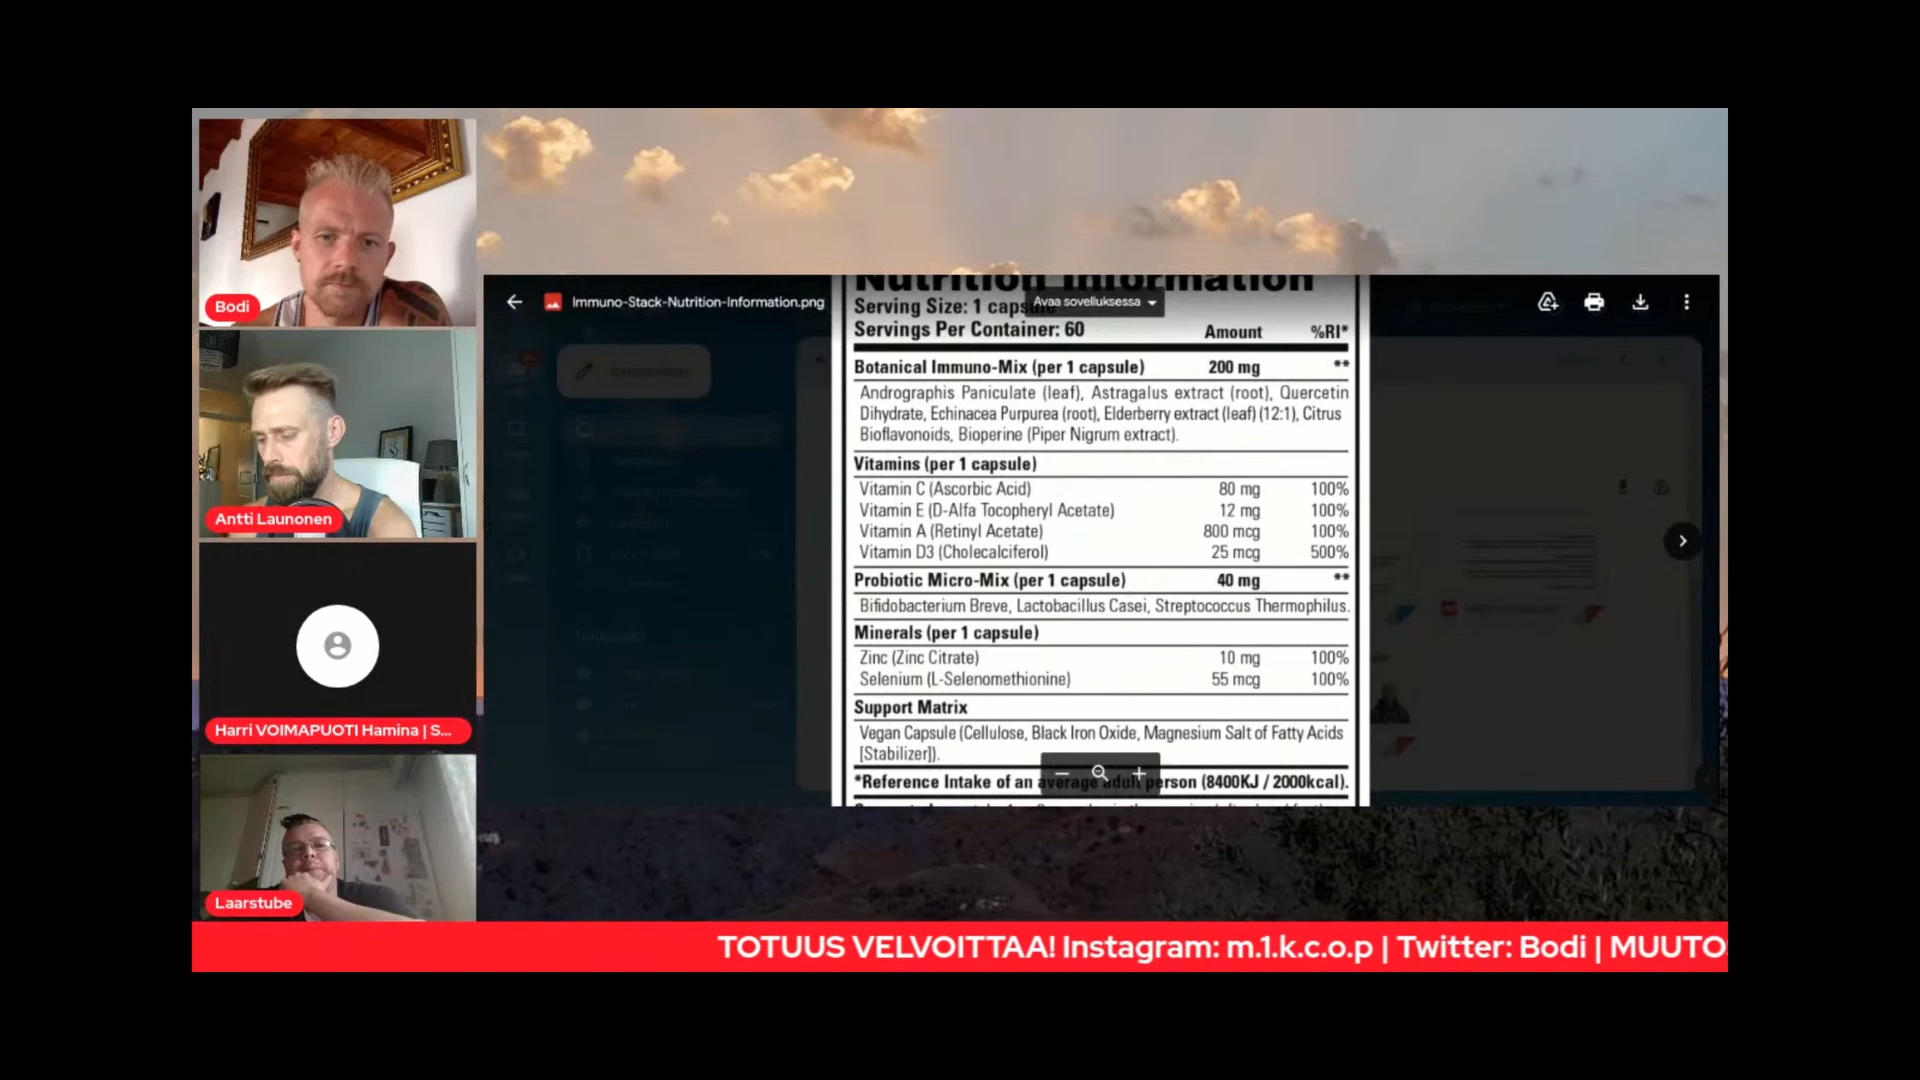 Bodi
Antti Launonen
Harri VOIMAPUOTI Hamina | S...
Laarstube
Immuno-Stack-Nutrition-Information.png
Avaa sovelluksessa
Nutrition Information
Serving Size: 1 capsule
Servings Per Container: 60 Amount %RI*
Botanical Immuno-Mix (per 1 capsule) 200 mg **
Andrographis Paniculate (leaf), Astragalus extract (root), Quercetin
Dihydrate, Echinacea Purpurea (root), Elderberry extract (leaf) (12:1), Citrus
Bioflavonoids, Bioperine (Piper Nigrum extract).
Vitamins (per 1 capsule)
Vitamin C (Ascorbic Acid) 80 mg 100%
Vitamin E (D-Alfa Tocopheryl Acetate) 12 mg 100%
Vitamin A (Retinyl Acetate) 800 mcg 100%
Vitamin D3 (Cholecalciferol) 25 mcg 500%
Probiotic Micro-Mix (per 1 capsule) 40 mg **
Bifidobacterium Breve, Lactobacillus Casei, Streptococcus Thermophilus.
Minerals (per 1 capsule)
Zinc (Zinc Citrate) 10 mg 100%
Selenium (L-Selenomethionine) 55 mcg 100%
Support Matrix
Vegan Capsule (Cellulose, Black Iron Oxide, Magnesium Salt of Fatty Acids
[Stabilizer]).
*Reference Intake of an average adult person (8400KJ / 2000kcal).
TOTUUS VELVOITTAA! Instagram: m.1.k.c.o.p | Twitter: Bodi | MUUTO